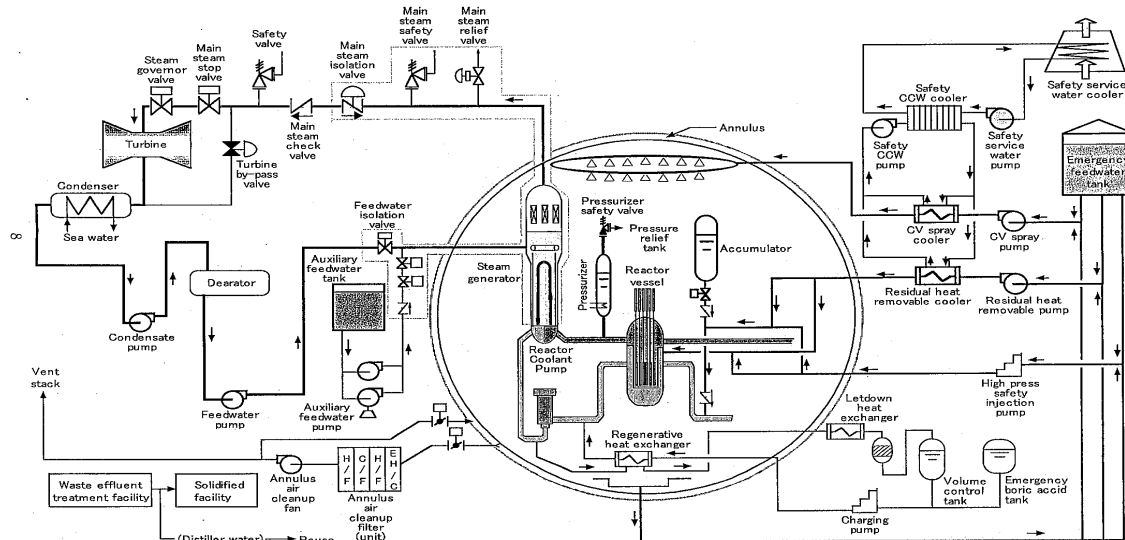 Main
steam
safety
valve
Main
steam
relief
valve
Main
steam
isolation
valve
Safety
valve
Main
steam
stop
valve
Steam
governor
valve
Turbine
Main
steam
check
valve
Turbine
by-pass
valve
Condenser
Sea water
8
Dearator
Condensate
pump
Feedwater
pump
Feedwater
isolation
valve
Auxiliary
feedwater
tank
Auxiliary
feedwater
pump
Steam
generator
Annulus
Pressurizer
safety valve
Pressure
relief
tank
Pressurizer
Reactor
vessel
Accumulator
Reactor
Coolant
Pump
Regenerative
heat exchanger
Safety
CCW cooler
Safety
CCW
pump
Safety
service
water
pump
Safety service
water cooler
Emergency
feedwater
tank
CV spray
cooler
CV spray
pump
Residual heat
removable cooler
Residual heat
removable pump
High press
safety
injection
pump
Letdown
heat
exchanger
Volume
control
tank
Emergency
boric accid
tank
Charging
pump
Vent
stack
Annulus
air
cleanup
fan
H/F
C/F
H/F
EH/C
Annulus
air
cleanup
filter
(unit)
Waste effluent
treatment facility
Solidified
facility
(Distiller water)
Reuse